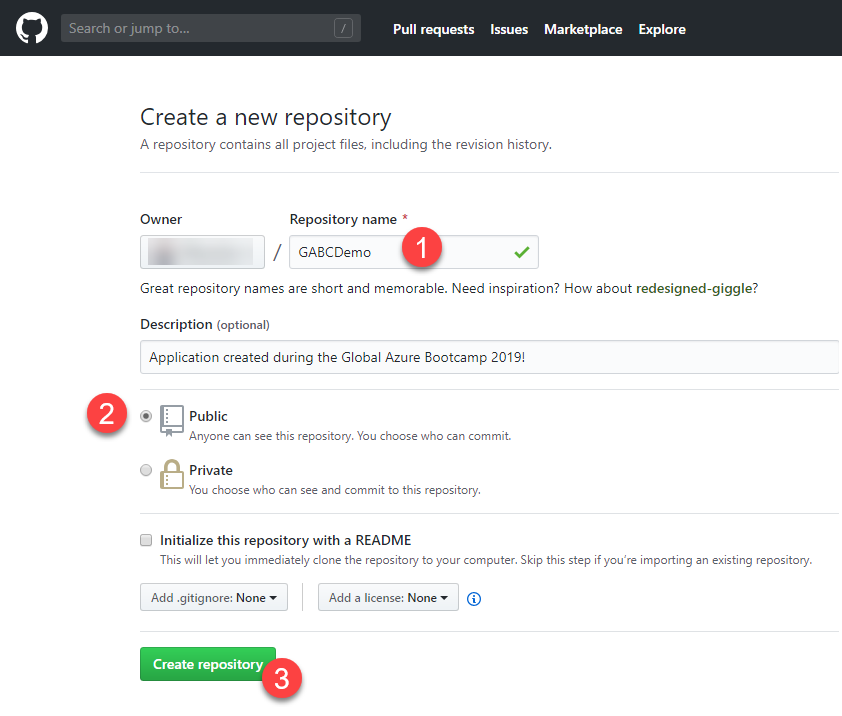 Search or jump to... /
Pull requests Issues Marketplace Explore
Create a new repository
A repository contains all project files, including the revision history.
Owner Repository name *
/ GABCDemo 1
Great repository names are short and memorable. Need inspiration? How about redesigned-giggle?
Description (optional)
Application created during the Global Azure Bootcamp 2019!
2 Public
Anyone can see this repository. You choose who can commit.
Private
You choose who can see and commit to this repository.
Initialize this repository with a README
This will let you immediately clone the repository to your computer. Skip this step if you're importing an existing repository.
Add .gitignore: None Add a license: None i
Create repository 3